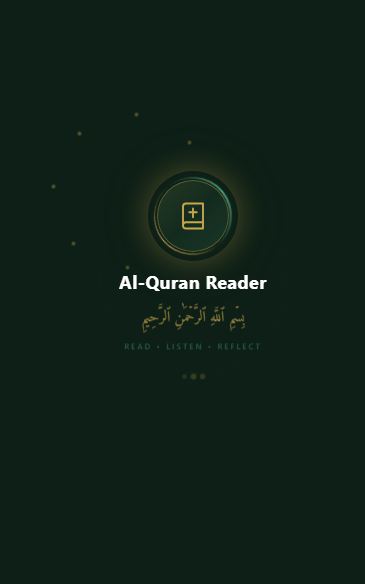 Al-Quran Reader
بِسْمِ ٱللَّهِ ٱلرَّحْمَٰنِ ٱلرَّحِيمِ
READ • LISTEN • REFLECT